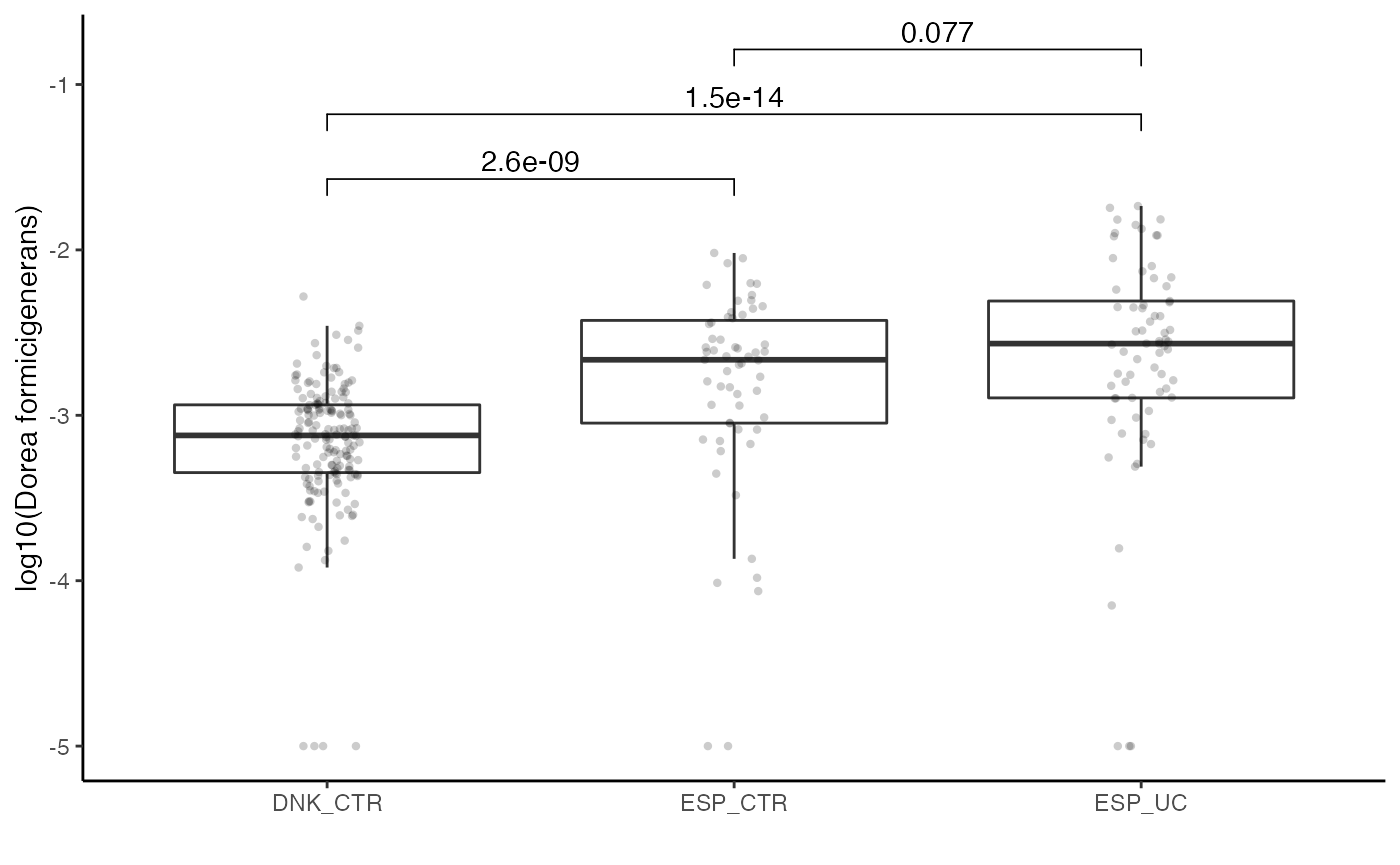 0.077
-1
1.5e-14
2.6e-09
-2
log10(Dorea formicigenerans)
-3
-4
-5
DNK_CTR
ESP_CTR
ESP_UC